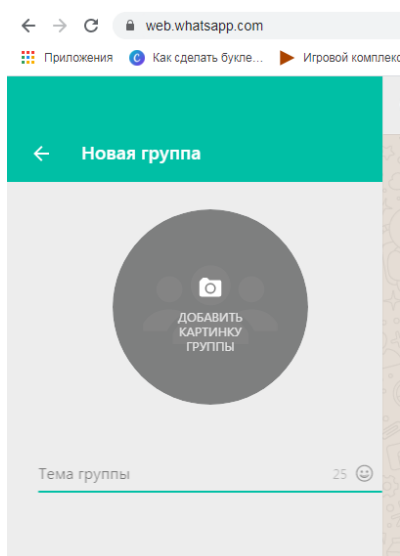 web.whatsapp.com
Приложения Как сделать букле... Игровой комплекс
Новая группа
ДОБАВИТЬ
КАРТИНКУ
ГРУППЫ
Тема группы 25